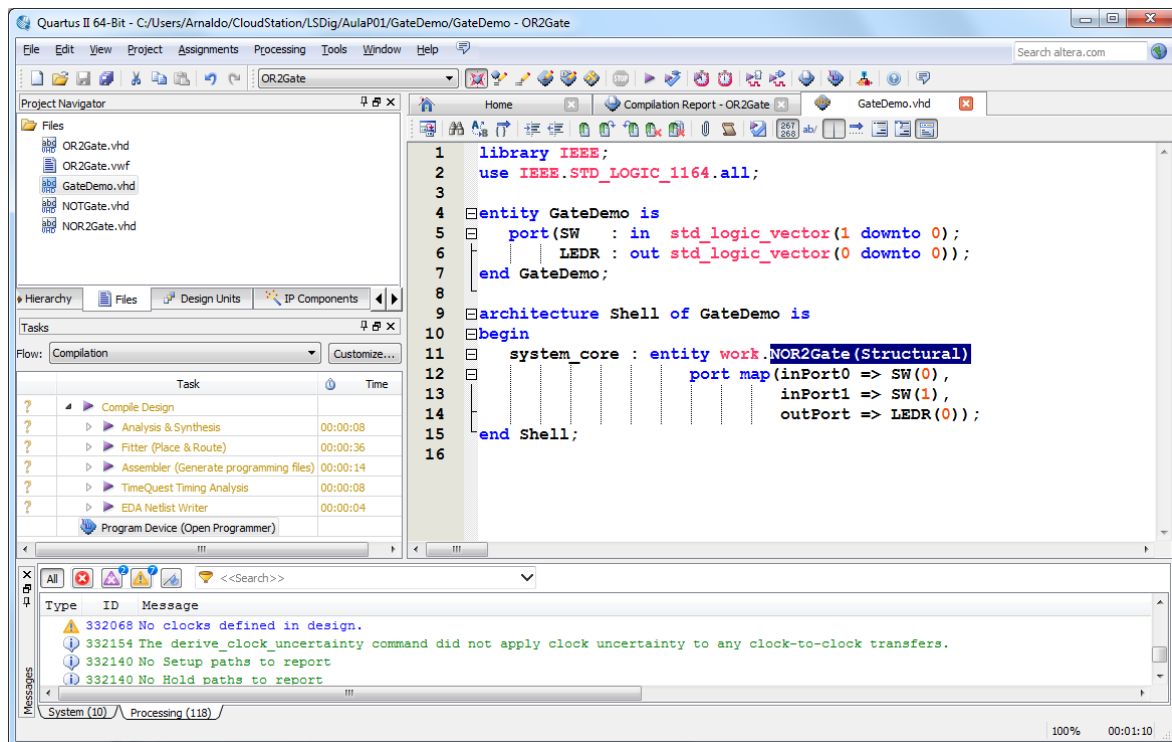 Quartus II 64-Bit - C:/Users/Arnaldo/CloudStation/LSDig/AulaP01/GateDemo/GateDemo - OR2Gate
File Edit View Project Assignments Processing Tools Window Help
Search altera.com
OR2Gate
Project Navigator
Files
OR2Gate.vhd
OR2Gate.vwf
GateDemo.vhd
NOTGate.vhd
NOR2Gate.vhd
Hierarchy Files Design Units IP Components
Tasks
Flow: Compilation Customize...
Task Time
? Compile Design
? Analysis & Synthesis 00:00:08
? Fitter (Place & Route) 00:00:36
? Assembler (Generate programming files) 00:00:14
? TimeQuest Timing Analysis 00:00:08
? EDA Netlist Writer 00:00:04
Program Device (Open Programmer)
Home Compilation Report - OR2Gate GateDemo.vhd
267 268 ab/
1 library IEEE;
2 use IEEE.STD_LOGIC_1164.all;
3
4 entity GateDemo is
5 port(SW : in std_logic_vector(1 downto 0);
6 LEDR : out std_logic_vector(0 downto 0));
7 end GateDemo;
8
9 architecture Shell of GateDemo is
10 begin
11 system_core : entity work.NOR2Gate(Structural)
12 port map(inPort0 => SW(0),
13 inPort1 => SW(1),
14 outPort => LEDR(0));
15 end Shell;
16
All 2 7 <<Search>>
Type ID Message
332068 No clocks defined in design.
332154 The derive_clock_uncertainty command did not apply clock uncertainty to any clock-to-clock transfers.
332140 No Setup paths to report
332140 No Hold paths to report
Messages
System (10) Processing (118)
100% 00:01:10